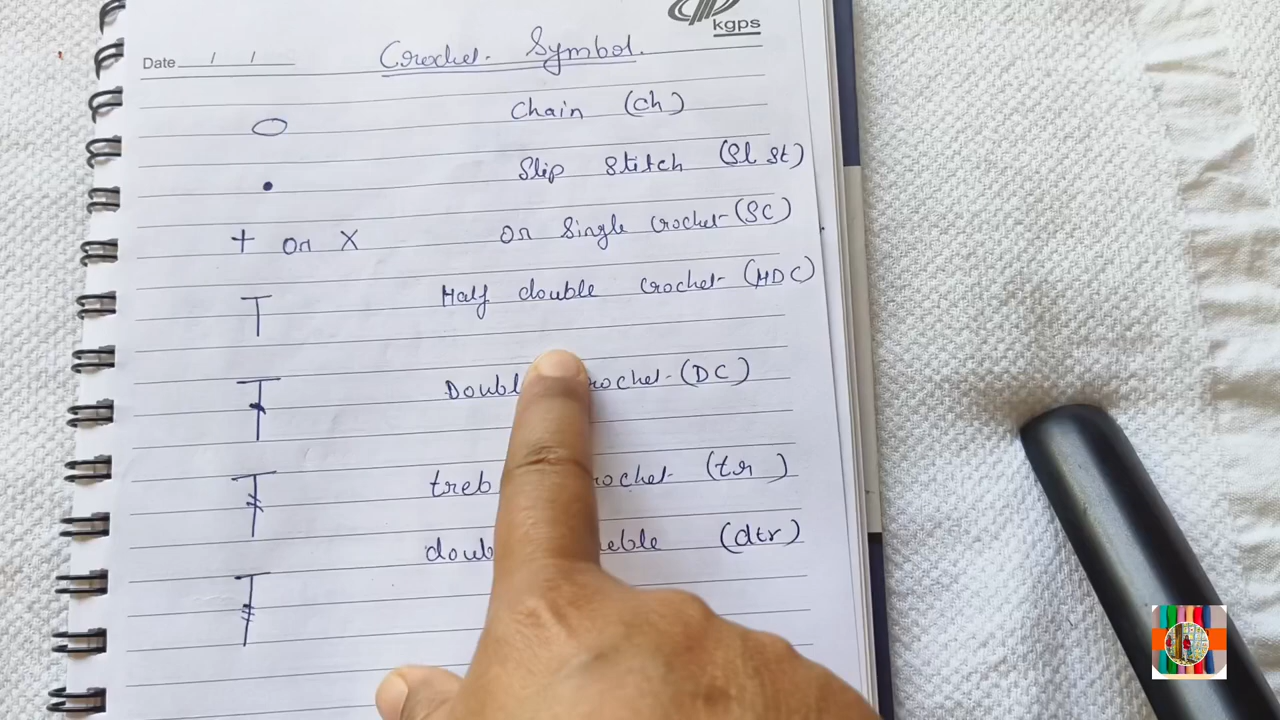 kgps
Date / /
Crochet. Symbol.
Chain (ch)
Slip Stitch (Sl St)
+ or X or Single crochet (SC)
T Half double crochet (HDC)
Doubl rochet (DC)
treb rochet (tr)
doub eble (dtr)